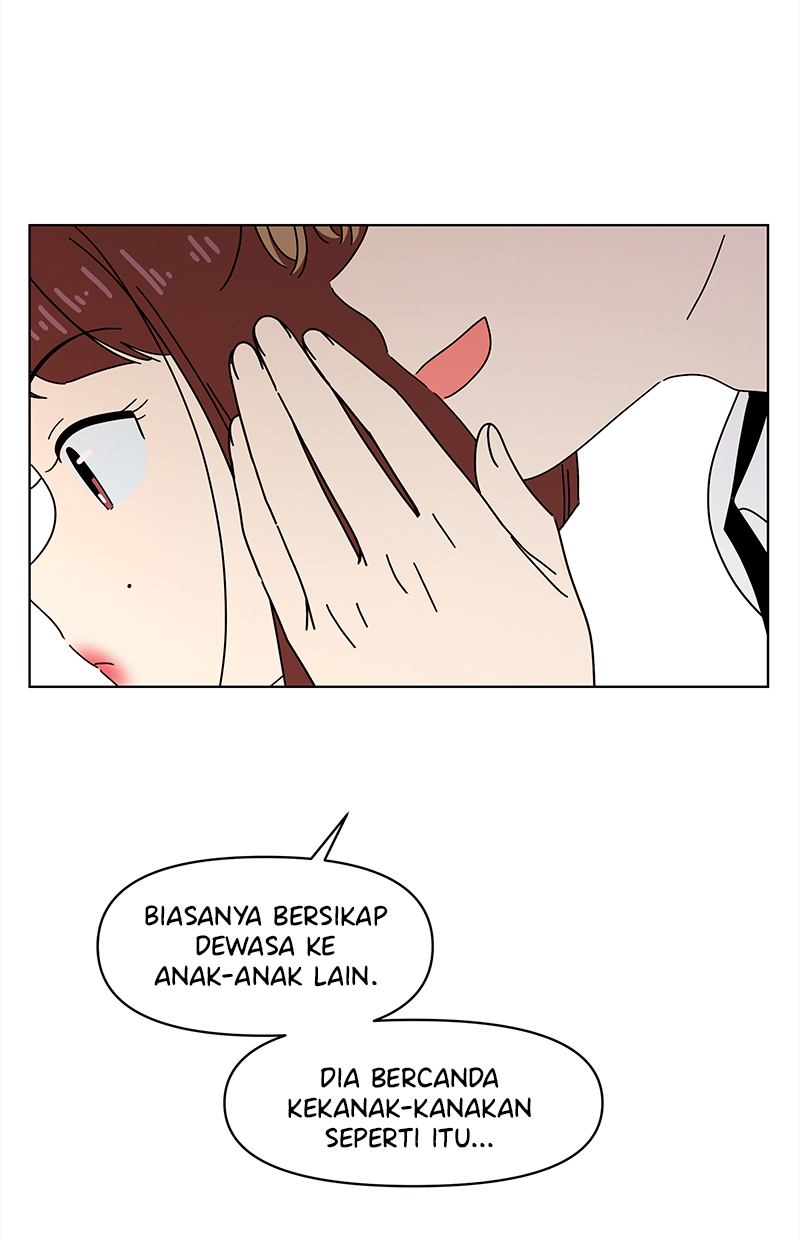 BIASANYA BERSIKAP
DEWASA KE
ANAK-ANAK LAIN.
DIA BERCANDA
KEKANAK-KANAKAN
SEPERTI ITU...